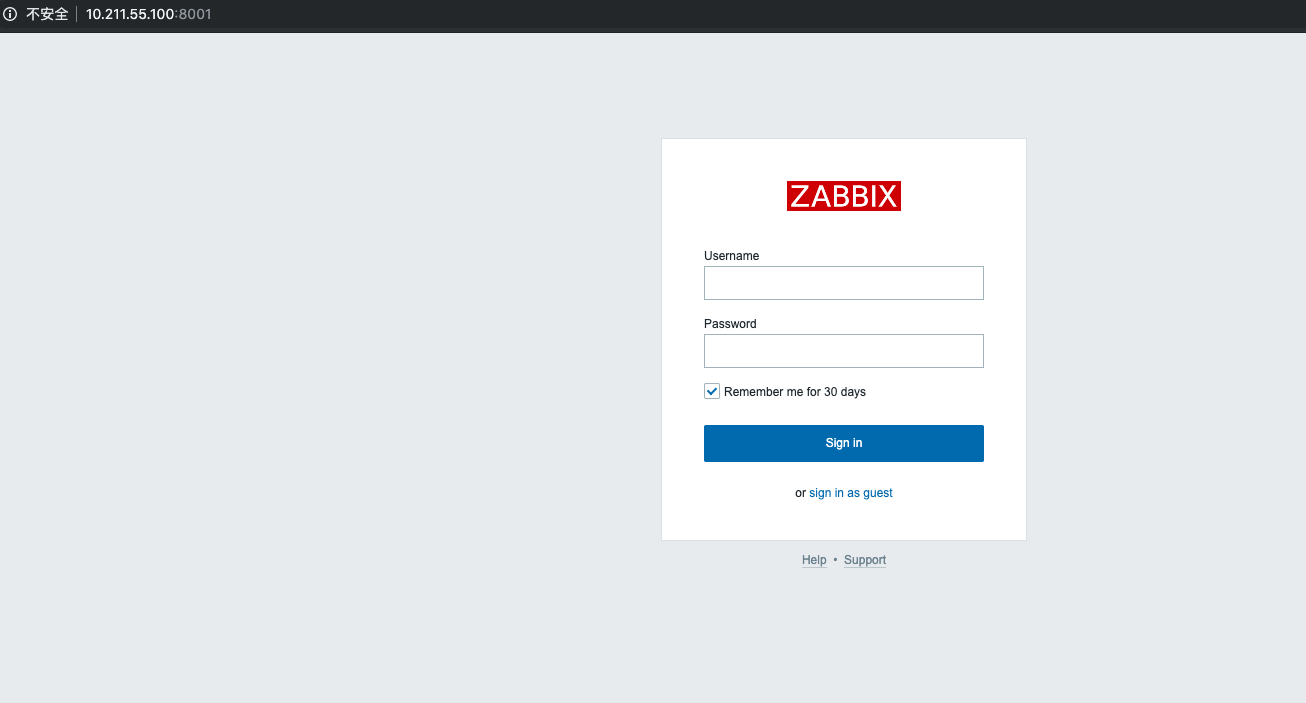 不安全 10.211.55.100:8001
ZABBIX
Username
Password
Remember me for 30 days
Sign in
or sign in as guest
Help • Support